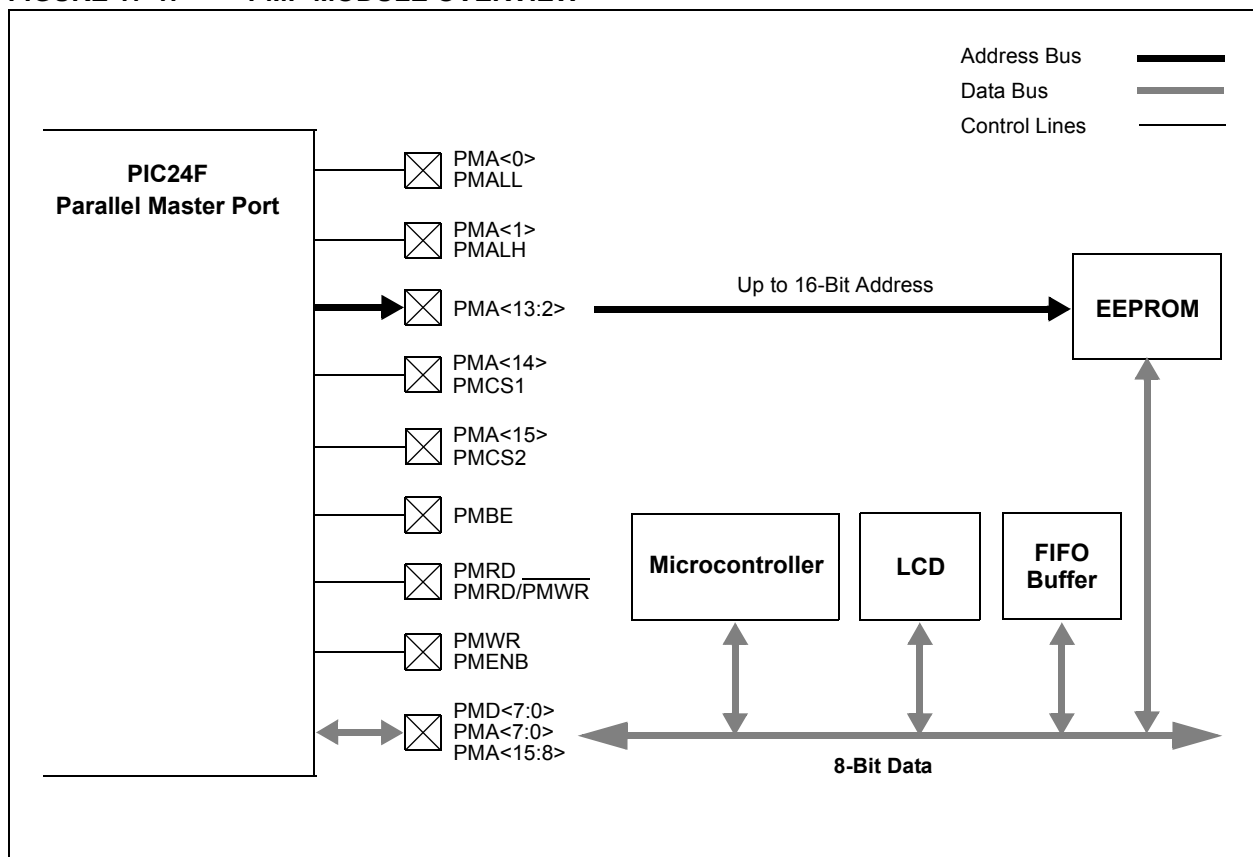 Address Bus
Data Bus
Control Lines
PIC24F
Parallel Master Port
PMA<0>
PMALL
PMA<1>
PMALH
PMA<13:2>
Up to 16-Bit Address
EEPROM
PMA<14>
PMCS1
PMA<15>
PMCS2
PMBE
PMRD
PMRD/PMWR
PMWR
PMENB
Microcontroller
LCD
FIFO
Buffer
PMD<7:0>
PMA<7:0>
PMA<15:8>
8-Bit Data